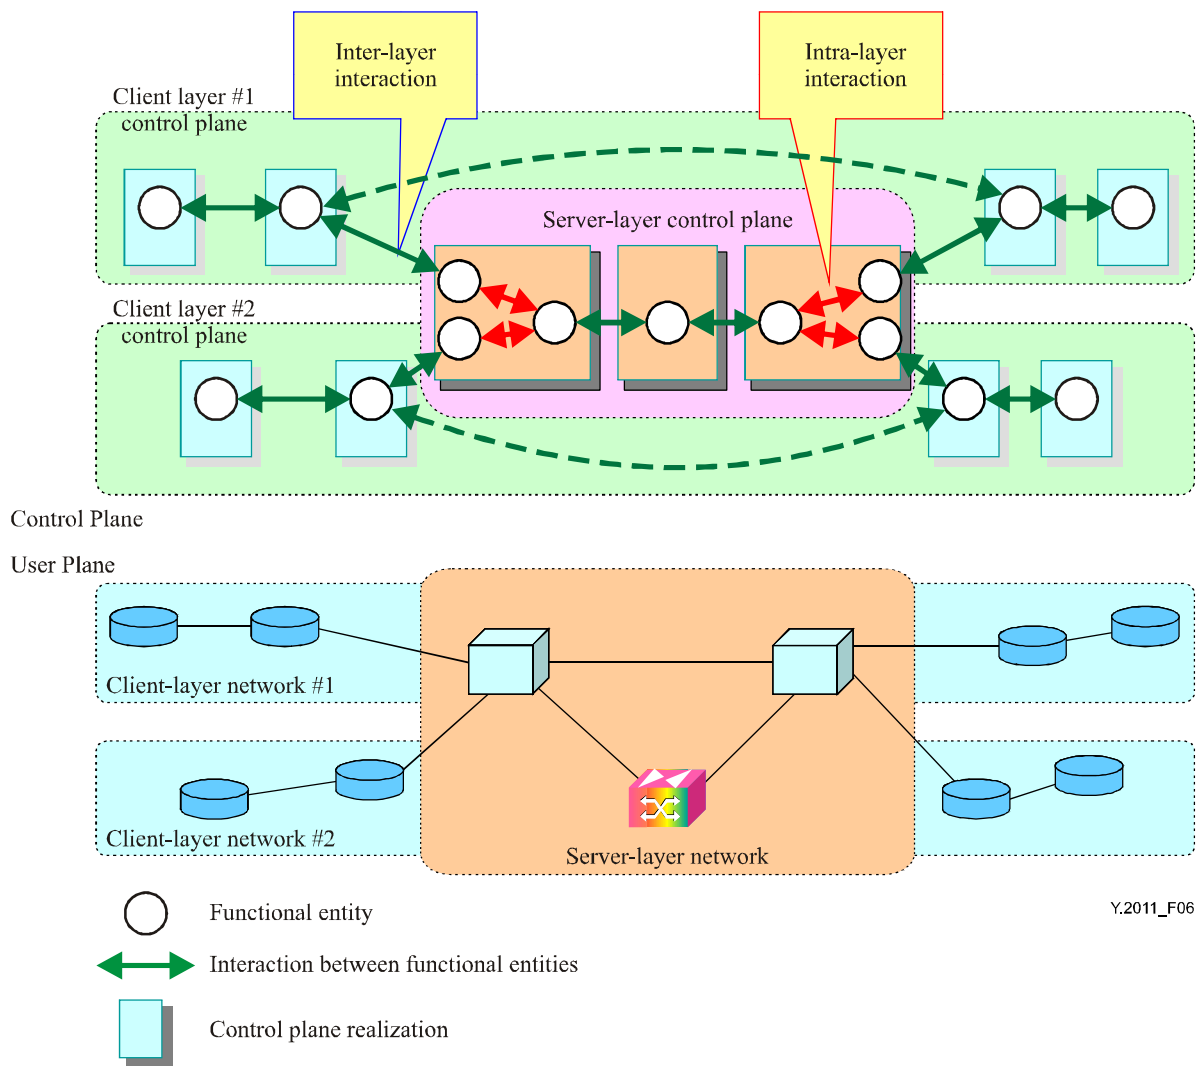 Inter-layer
interaction
Intra-layer
interaction
Client layer #1
control plane
Server-layer control plane
Client layer #2
control plane
Control Plane
User Plane
Client-layer network #1
Client-layer network #2
Server-layer network
Functional entity
Y.2011_F06
Interaction between functional entities
Control plane realization